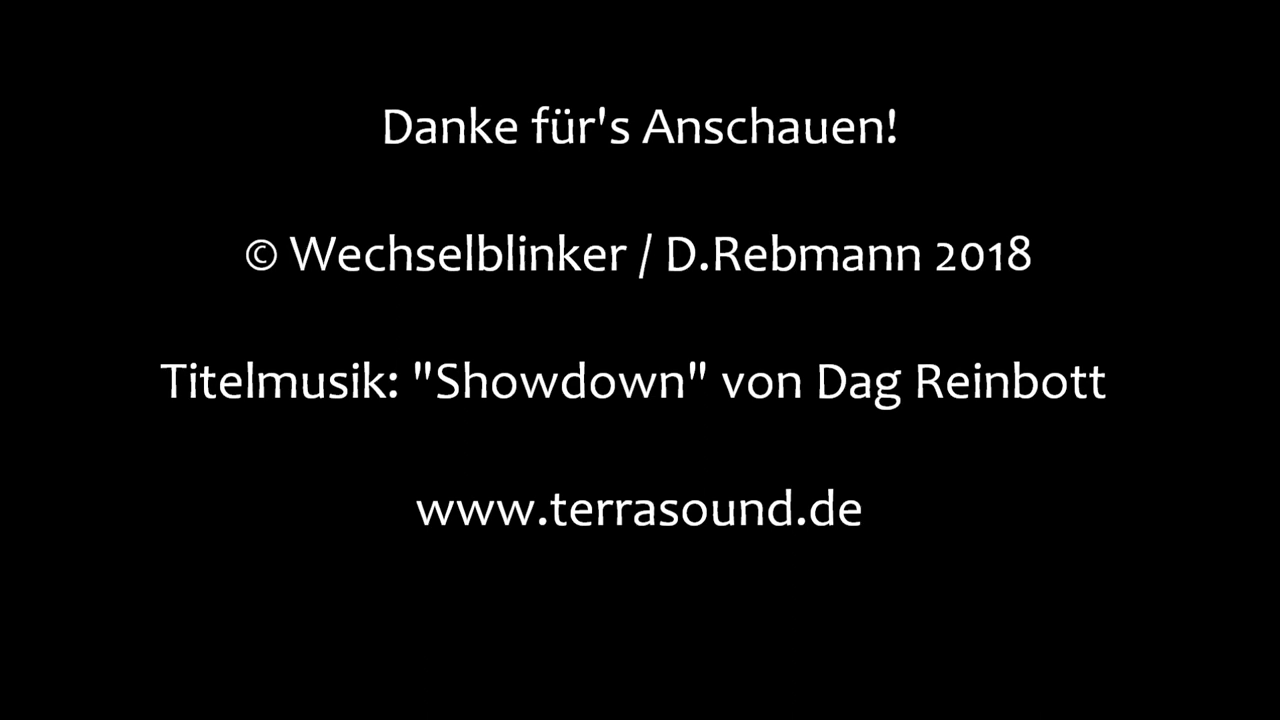 Danke für's Anschauen!
© Wechselblinker / D.Rebmann 2018
Titelmusik: "Showdown" von Dag Reinbott
www.terrasound.de